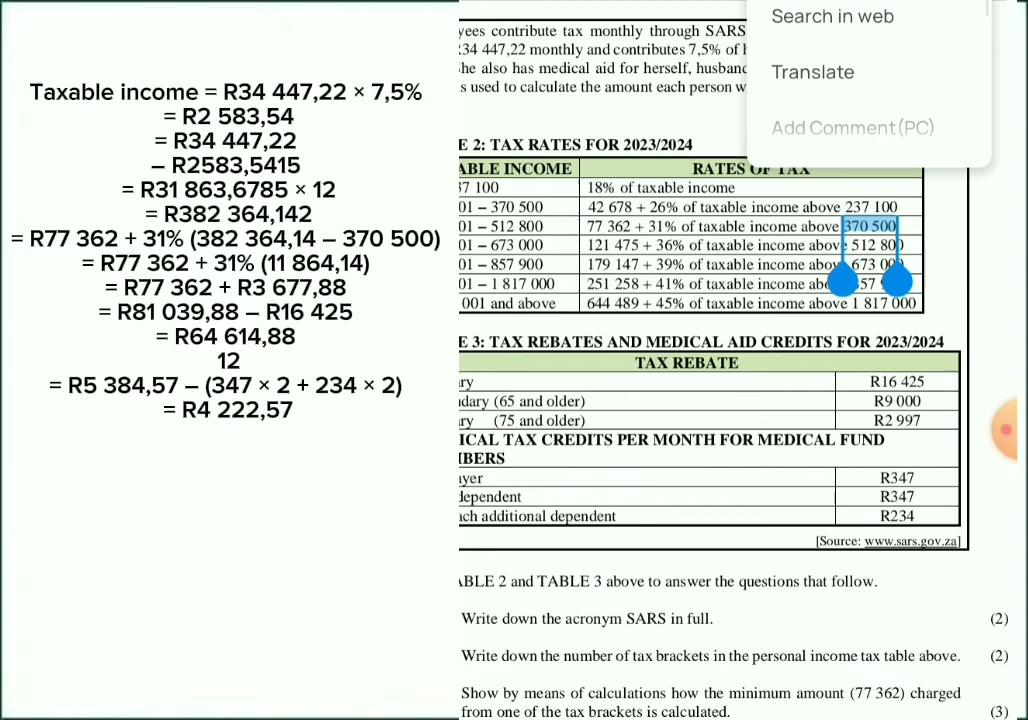 Taxable income = R34 447,22 × 7,5%
= R2 583,54
= R34 447,22
– R2583,5415
= R31 863,6785 × 12
= R382 364,142
= R77 362 + 31% (382 364,14 – 370 500)
= R77 362 + 31% (11 864,14)
= R77 362 + R3 677,88
= R81 039,88 – R16 425
= R64 614,88
12
= R5 384,57 – (347 × 2 + 234 × 2)
= R4 222,57
yees contribute tax monthly through SARS
R34 447,22 monthly and contributes 7,5% of
he also has medical aid for herself, husband
s used to calculate the amount each person w
Search in web
Translate
Add Comment(PC)
E 2: TAX RATES FOR 2023/2024
ABLE INCOME RATES OF TAX
37 100 18% of taxable income
01 – 370 500 42 678 + 26% of taxable income above 237 100
01 – 512 800 77 362 + 31% of taxable income above 370 500
01 – 673 000 121 475 + 36% of taxable income above 512 800
01 – 857 900 179 147 + 39% of taxable income above 673 000
01 – 1 817 000 251 258 + 41% of taxable income
001 and above 644 489 + 45% of taxable income above 1 817 000
E 3: TAX REBATES AND MEDICAL AID CREDITS FOR 2023/2024
TAX REBATE
ry R16 425
dary (65 and older) R9 000
ry (75 and older) R2 997
ICAL TAX CREDITS PER MONTH FOR MEDICAL FUND
IBERS
ayer R347
dependent R347
ach additional dependent R234
[Source: www.sars.gov.za]
ABLE 2 and TABLE 3 above to answer the questions that follow.
Write down the acronym SARS in full. (2)
Write down the number of tax brackets in the personal income tax table above. (2)
Show by means of calculations how the minimum amount (77 362) charged
from one of the tax brackets is calculated. (3)